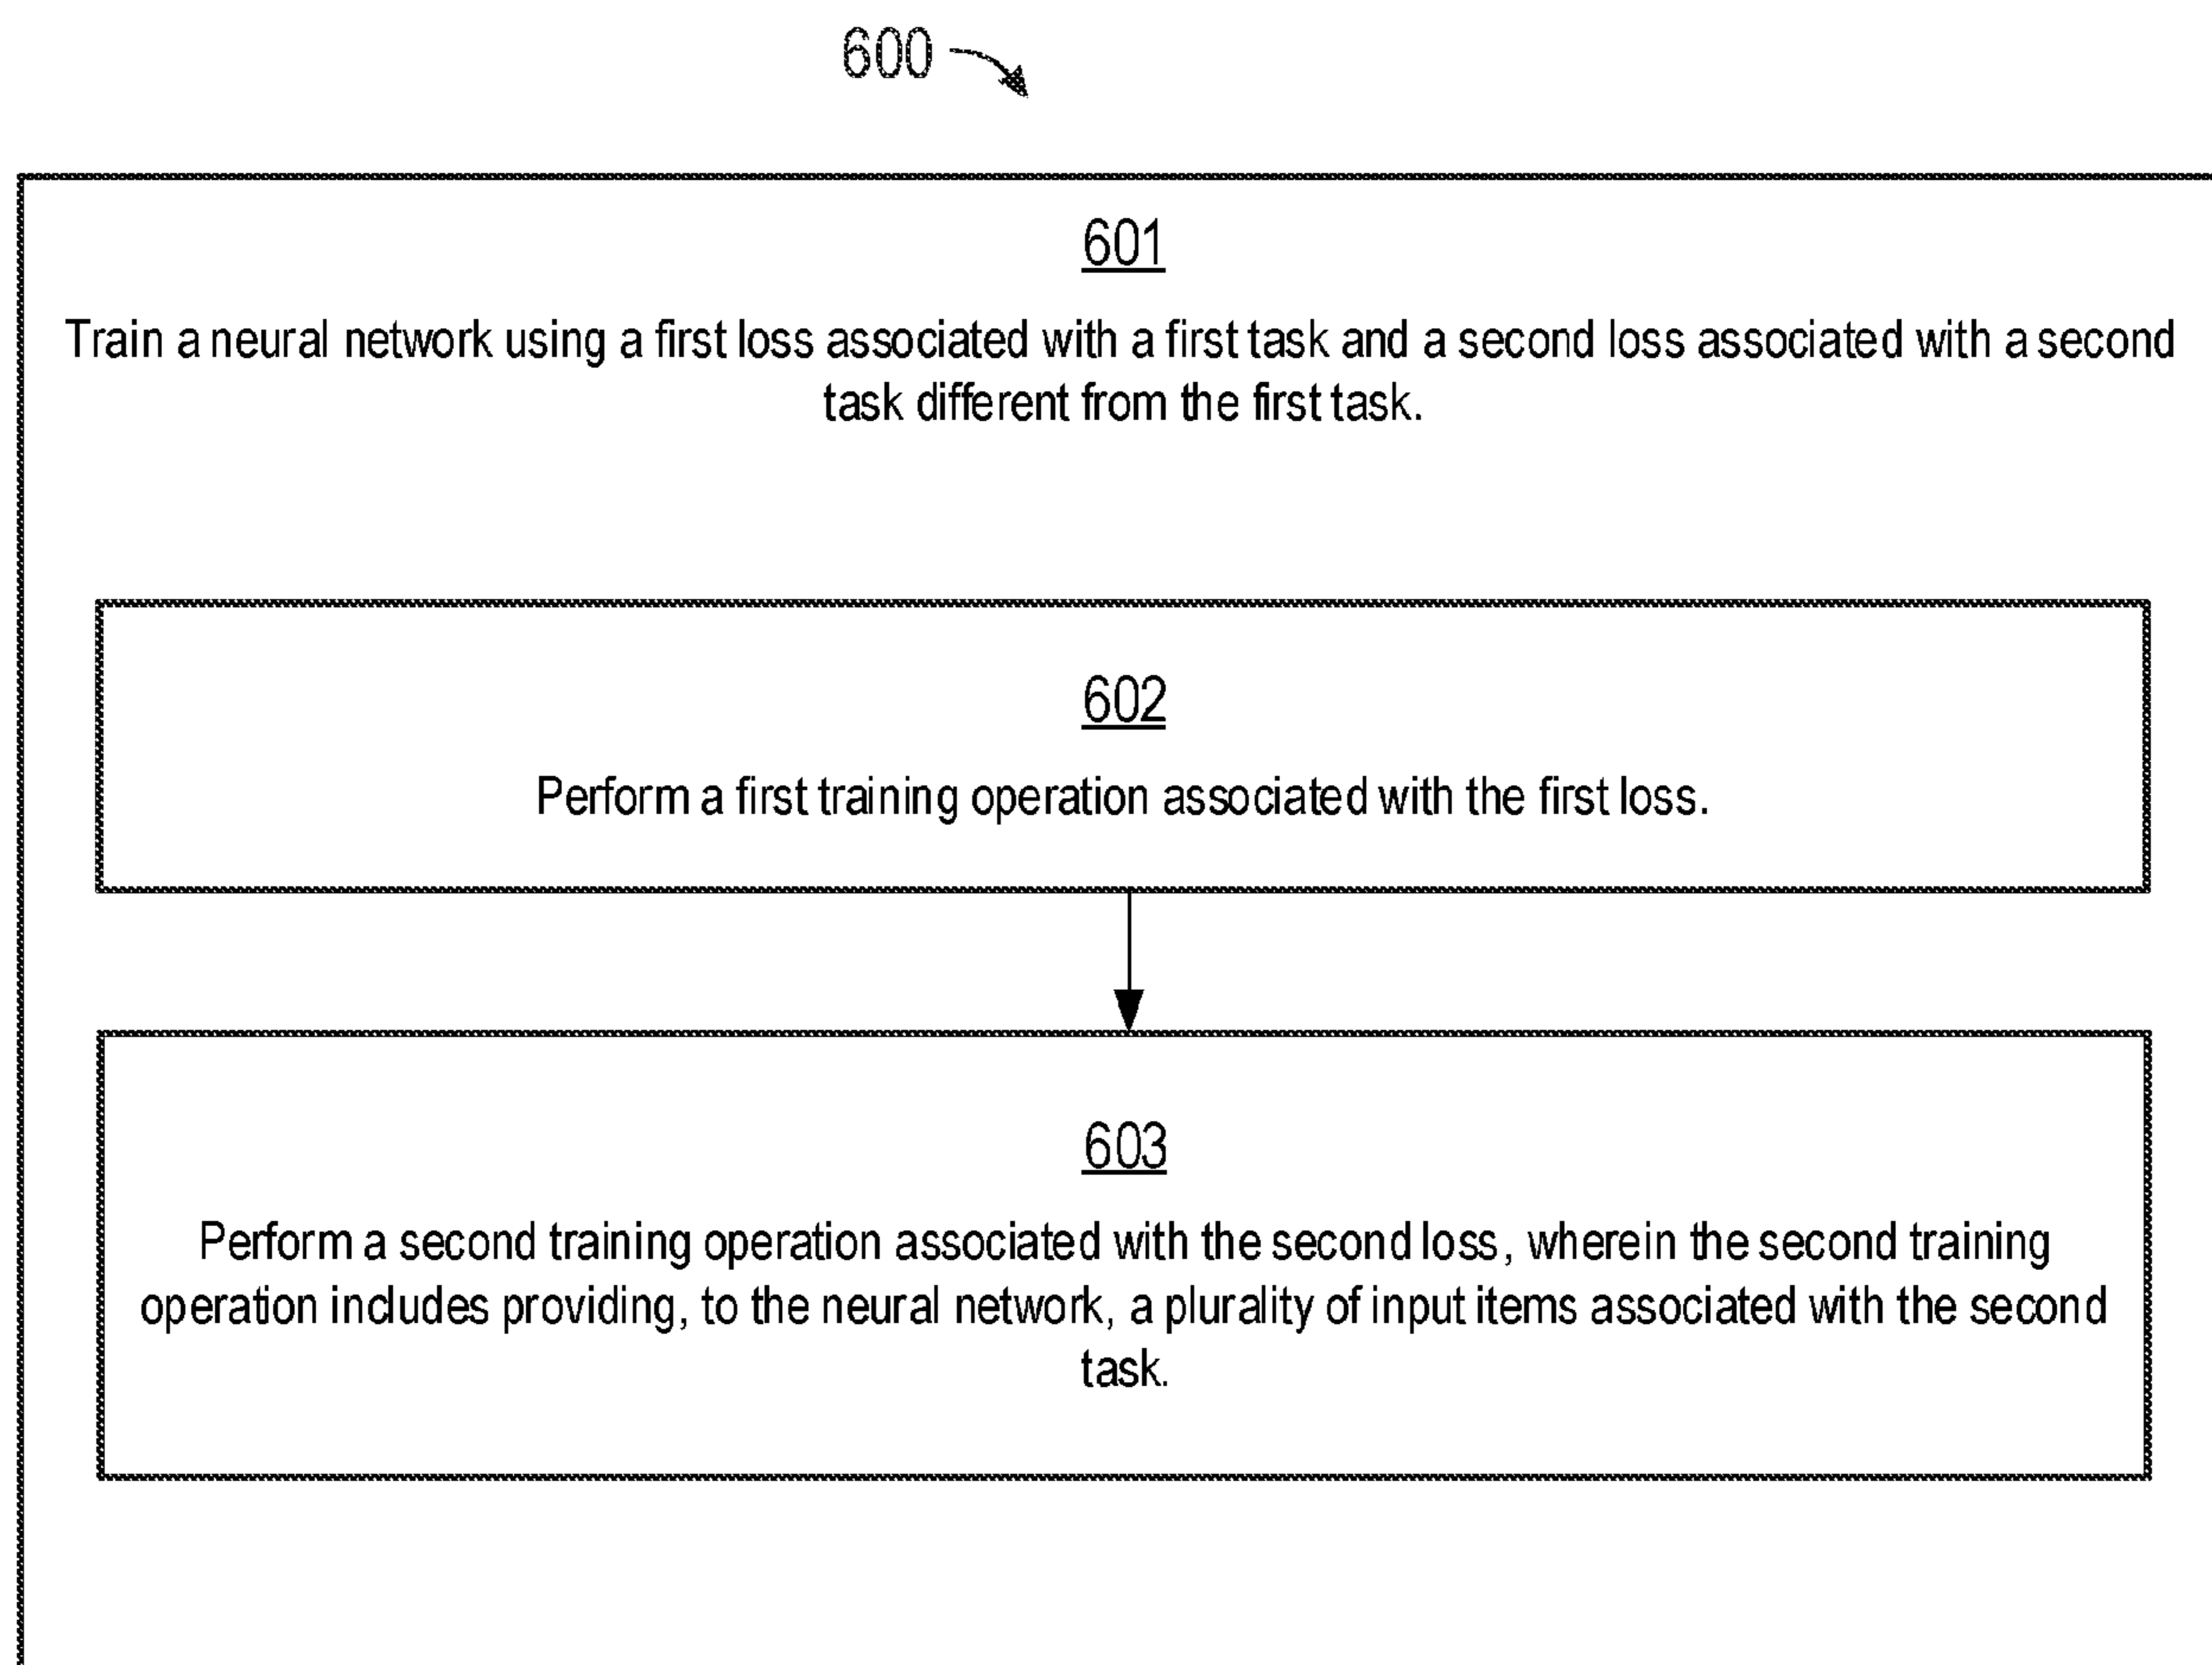 600
601
Train a neural network using a first loss associated with a first task and a second loss associated with a second
task different from the first task.
602
Perform a first training operation associated with the first loss.
603
Perform a second training operation associated with the second loss, wherein the second training
operation includes providing, to the neural network, a plurality of input items associated with the second
task.